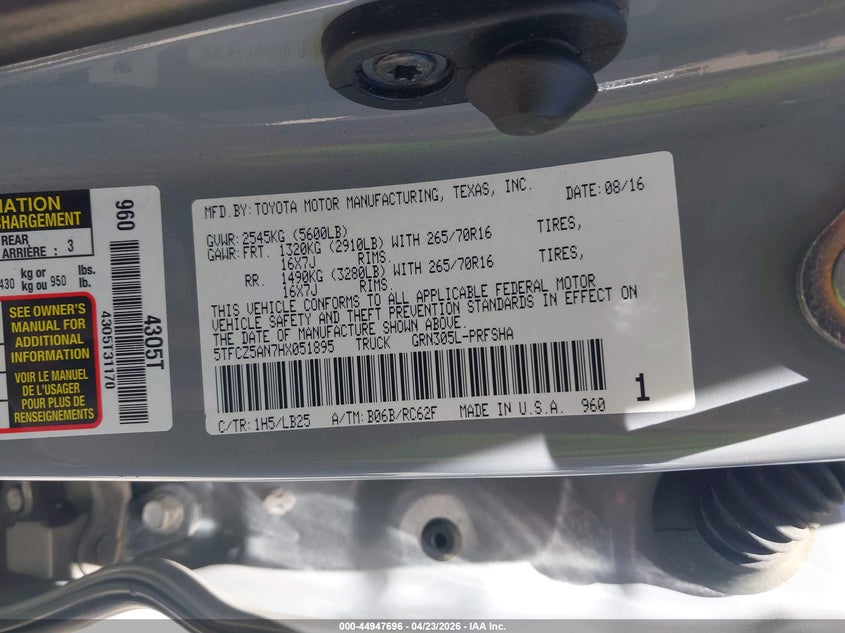 MFD.BY: TOYOTA MOTOR MANUFACTURING, TEXAS, INC. DATE: 08/16
GVWR: 2545KG (5600LB)
GAWR: FRT. 1320KG (2910LB) WITH 265/70R16 TIRES,
16X7J RIMS.
RR. 1490KG (3280LB) WITH 265/70R16 TIRES,
16X7J RIMS.
THIS VEHICLE CONFORMS TO ALL APPLICABLE FEDERAL MOTOR
VEHICLE SAFETY AND THEFT PREVENTION STANDARDS IN EFFECT ON
THE DATE OF MANUFACTURE SHOWN ABOVE.
5TFCZ5AN7HX051895 TRUCK GRN305L-PRFSHA
C/TR: 1H5/LB25 A/TM: B06B/RC62F MADE IN U.S.A. 960
1
MATION
CHARGEMENT
REAR
ARRIÈRE : 3
430 kg or kg ou 950 lbs. lb.
SEE OWNER'S
MANUAL FOR
ADDITIONAL
INFORMATION
VOIR LE MANUEL
DE L'USAGER
POUR PLUS DE
RENSEIGNEMENTS
960
4305T
4305131170
000-44947696 - 04/23/2026 - IAA Inc.